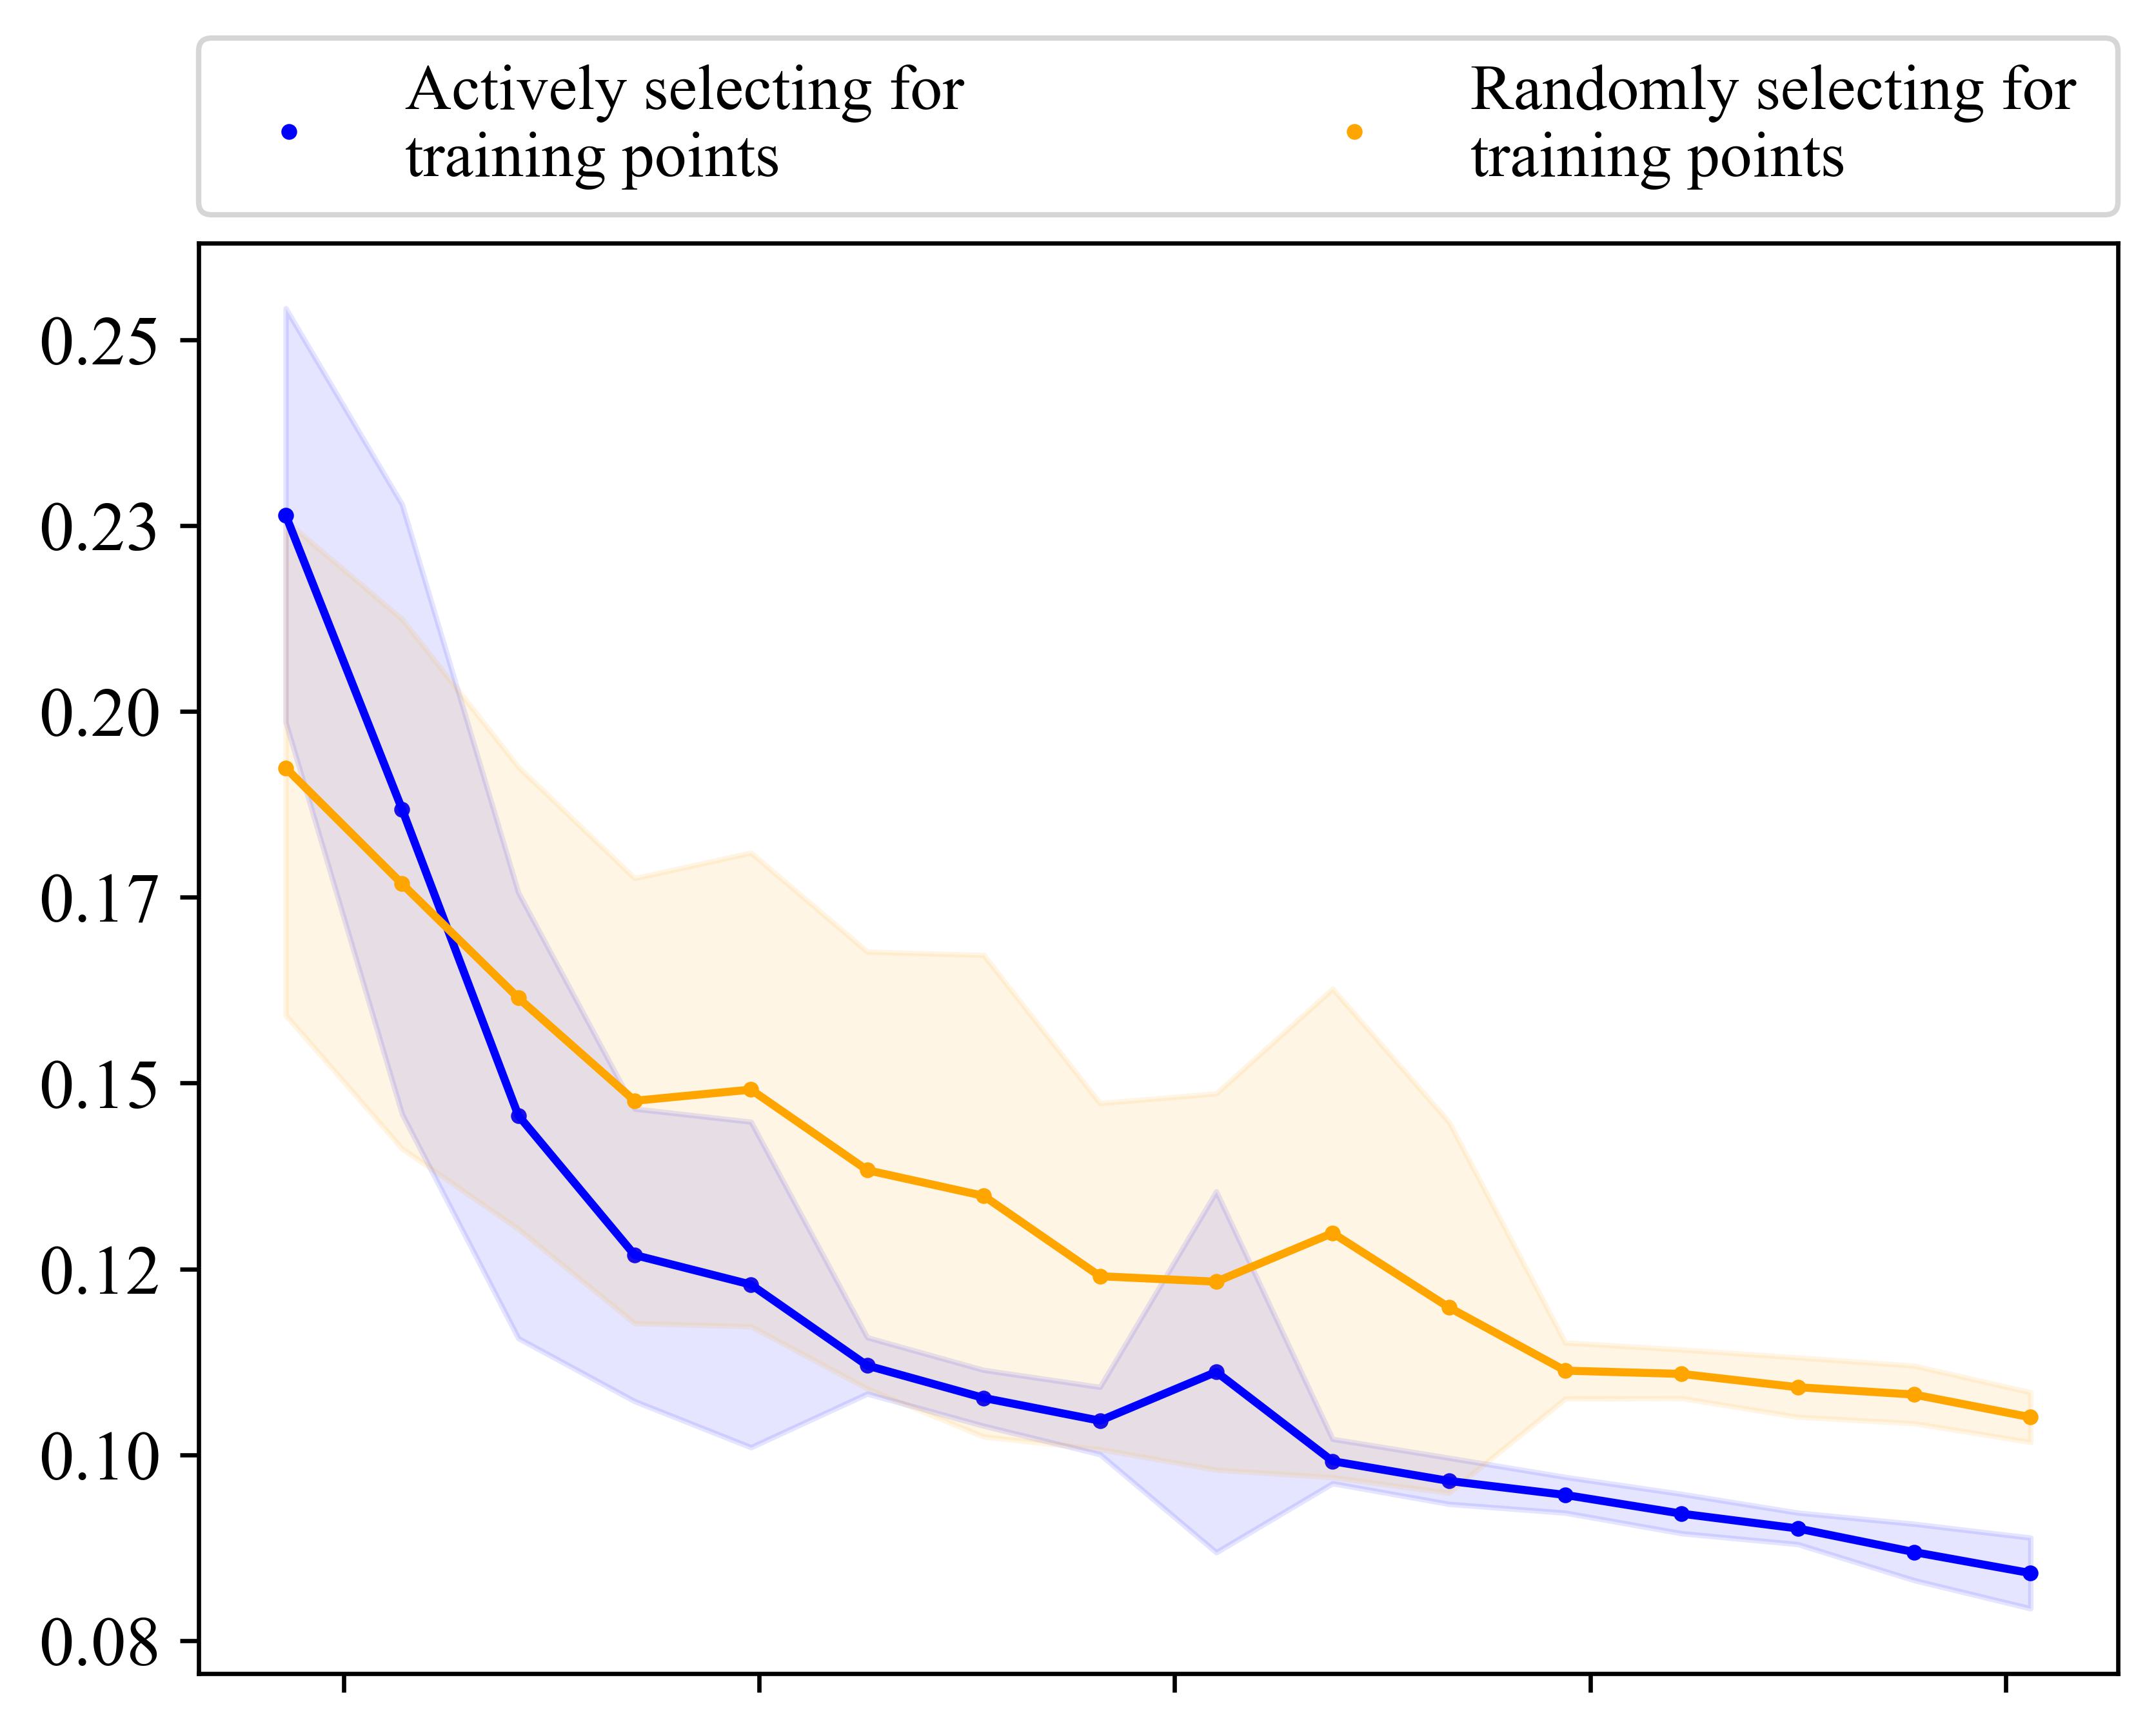 Actively selecting for
training points
Randomly selecting for
training points
0.25
0.23
0.20
0.17
0.15
0.12
0.10
0.08